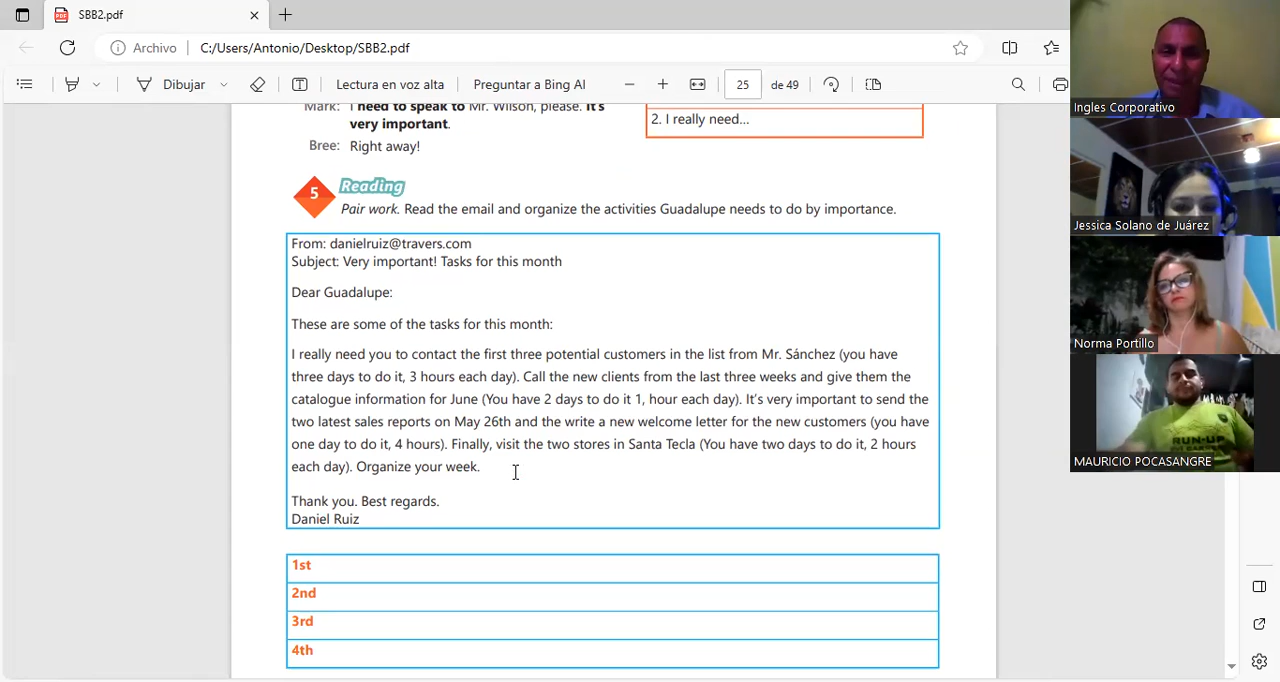 SBB2.pdf
Archivo
C:/Users/Antonio/Desktop/SBB2.pdf
Dibujar
Lectura en voz alta
Preguntar a Bing AI
25
de 49
Mark: I need to speak to Mr. Wilson, please. It's
very important.
Bree: Right away!
2. I really need...
5
Reading
Pair work. Read the email and organize the activities Guadalupe needs to do by importance.
From: danielruiz@travers.com
Subject: Very important! Tasks for this month
Dear Guadalupe:
These are some of the tasks for this month:
I really need you to contact the first three potential customers in the list from Mr. Sánchez (you have
three days to do it, 3 hours each day). Call the new clients from the last three weeks and give them the
catalogue information for June (You have 2 days to do it 1, hour each day). It's very important to send the
two latest sales reports on May 26th and the write a new welcome letter for the new customers (you have
one day to do it, 4 hours). Finally, visit the two stores in Santa Tecla (You have two days to do it, 2 hours
each day). Organize your week.
Thank you. Best regards.
Daniel Ruiz
1st
2nd
3rd
4th
Ingles Corporativo
Jessica Solano de Juárez
Norma Portillo
MAURICIO POCASANGRE
RUN-UP